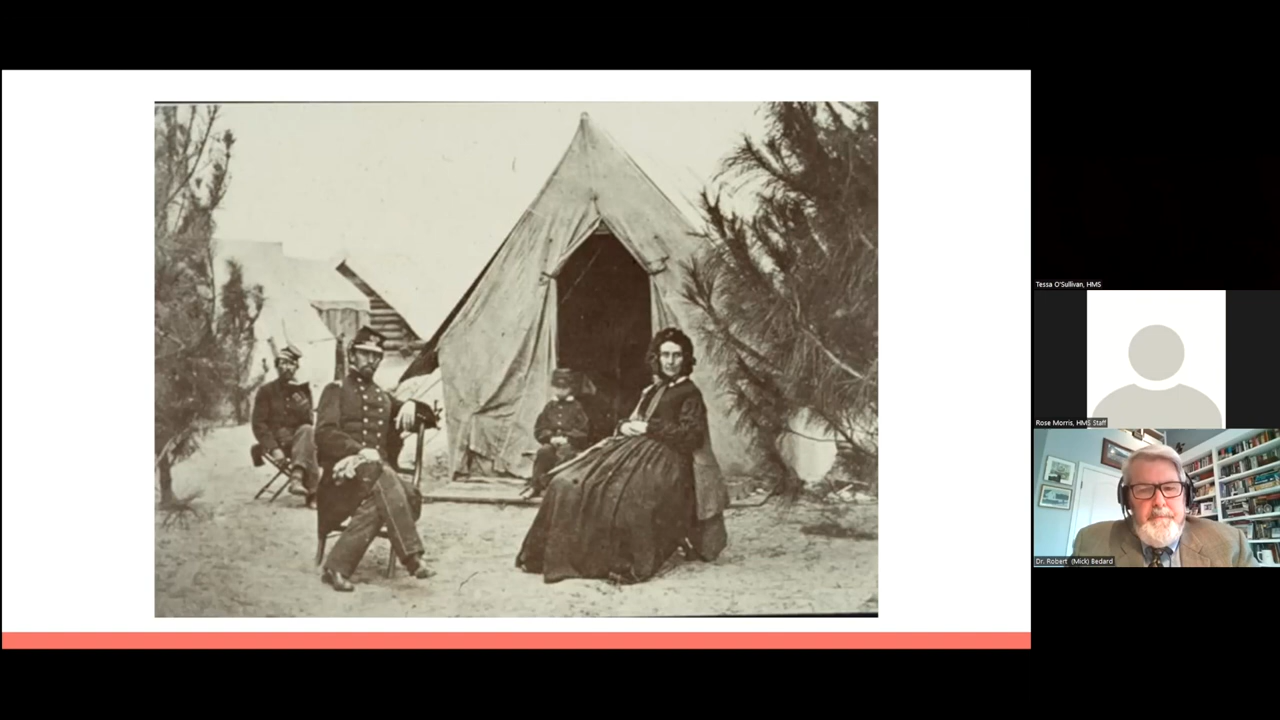 Tessa O'Sullivan, HMS
Rose Morris, HMS Staff
Dr. Robert (Mick) Bedard